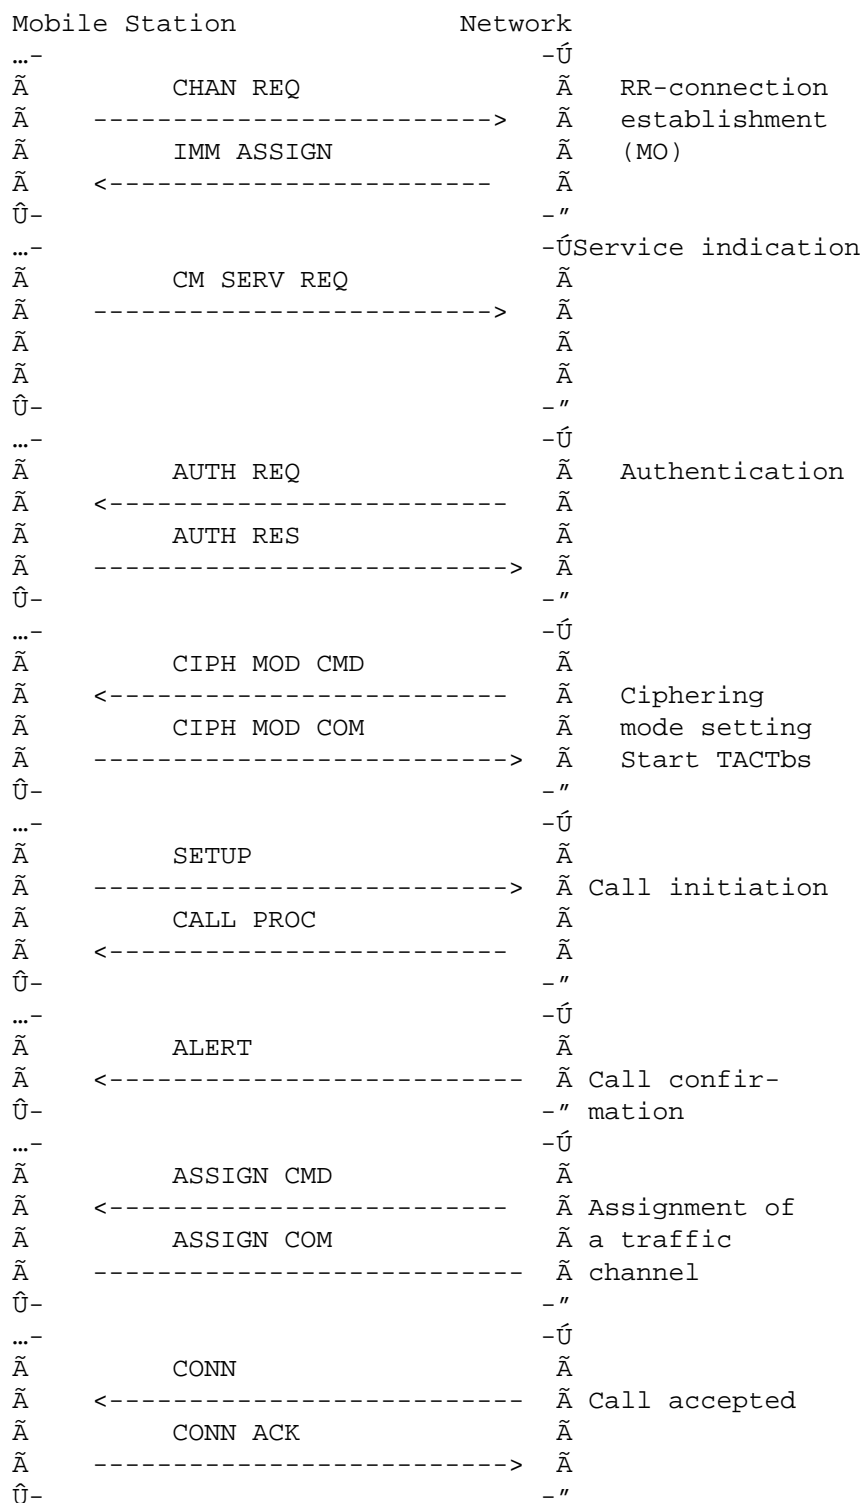 Mobile Station                Network
…-                                 -Ú
Ã         CHAN REQ                 Ã   RR-connection
Ã    ------------------------->    Ã   establishment
Ã         IMM ASSIGN               Ã   (MO)
Ã    <------------------------     Ã
Û-                                 -"
…-                                 -ÚService indication
Ã         CM SERV REQ              Ã
Ã    ------------------------->    Ã
Ã                                  Ã
Ã                                  Ã
Û-                                 -"
…-                                 -Ú
Ã         AUTH REQ                 Ã   Authentication
Ã    <-------------------------    Ã
Ã         AUTH RES                 Ã
Ã    -------------------------->   Ã
Û-                                 -"
…-                                 -Ú
Ã         CIPH MOD CMD             Ã
Ã    <-------------------------    Ã   Ciphering
Ã         CIPH MOD COM             Ã   mode setting
Ã    -------------------------->   Ã   Start TACTbs
Û-                                 -"
…-                                 -Ú
Ã         SETUP                    Ã
Ã    -------------------------->   Ã Call initiation
Ã         CALL PROC                Ã
Ã    <-------------------------    Ã
Û-                                 -"
…-                                 -Ú
Ã         ALERT                    Ã
Ã    <--------------------------   Ã Call confir-
Û-                                 -" mation
…-                                 -Ú
Ã         ASSIGN CMD               Ã
Ã    <-------------------------    Ã Assignment of
Ã         ASSIGN COM               Ã a traffic
Ã    ---------------------------   Ã channel
Û-                                 -"
…-                                 -Ú
Ã         CONN                     Ã
Ã    <--------------------------   Ã Call accepted
Ã         CONN ACK                 Ã
Ã    -------------------------->   Ã
Û-                                 -"